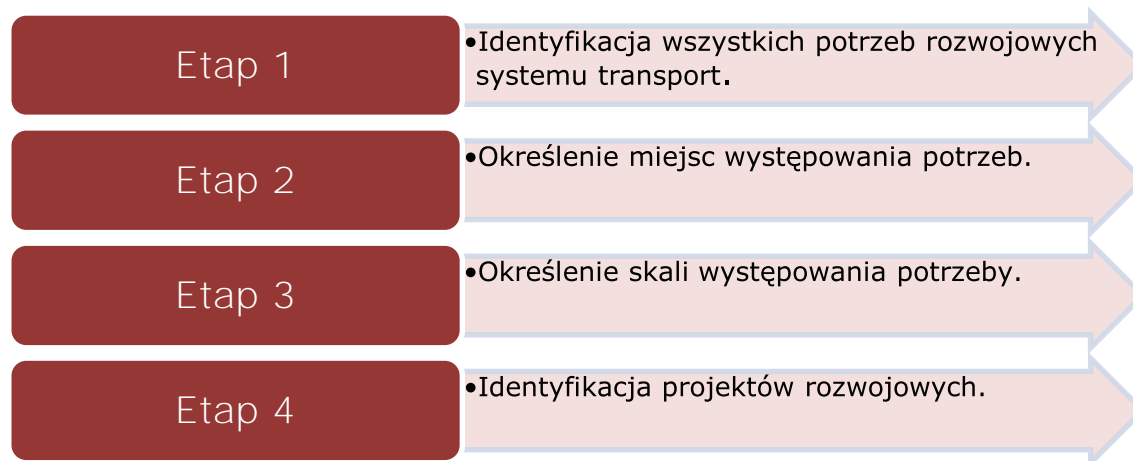 Etap 1
•Identyfikacja wszystkich potrzeb rozwojowych
systemu transport.
Etap 2
•Określenie miejsc występowania potrzeb.
Etap 3
•Określenie skali występowania potrzeby.
Etap 4
•Identyfikacja projektów rozwojowych.